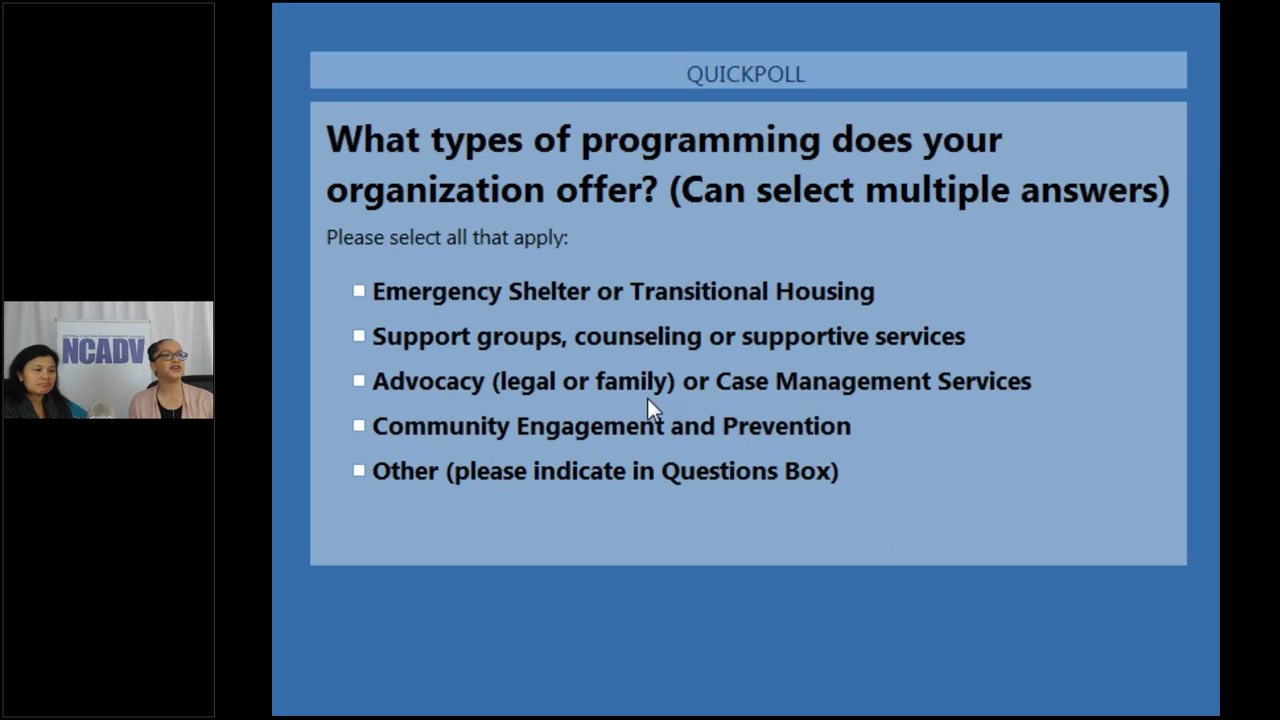 QUICKPOLL
What types of programming does your
organization offer? (Can select multiple answers)
Please select all that apply:
Emergency Shelter or Transitional Housing
Support groups, counseling or supportive services
Advocacy (legal or family) or Case Management Services
Community Engagement and Prevention
Other (please indicate in Questions Box)
NCADV